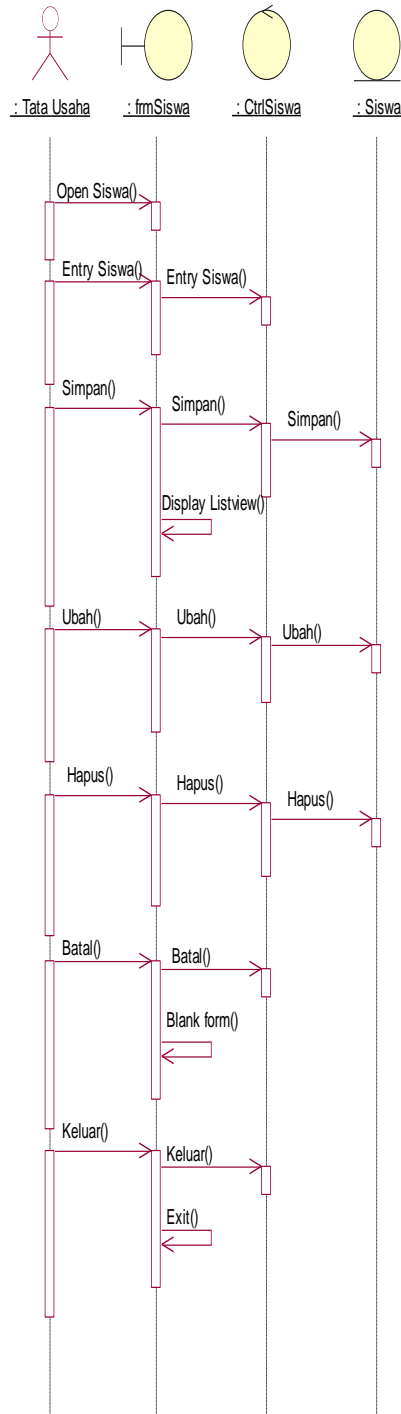 : Tata Usaha
: frmSiswa
: CtrlSiswa
: Siswa
Open Siswa()
Entry Siswa()
Entry Siswa()
Simpan()
Simpan()
Simpan()
Display Listview()
Ubah()
Ubah()
Ubah()
Hapus()
Hapus()
Hapus()
Batal()
Batal()
Blank form()
Keluar()
Keluar()
Exit()